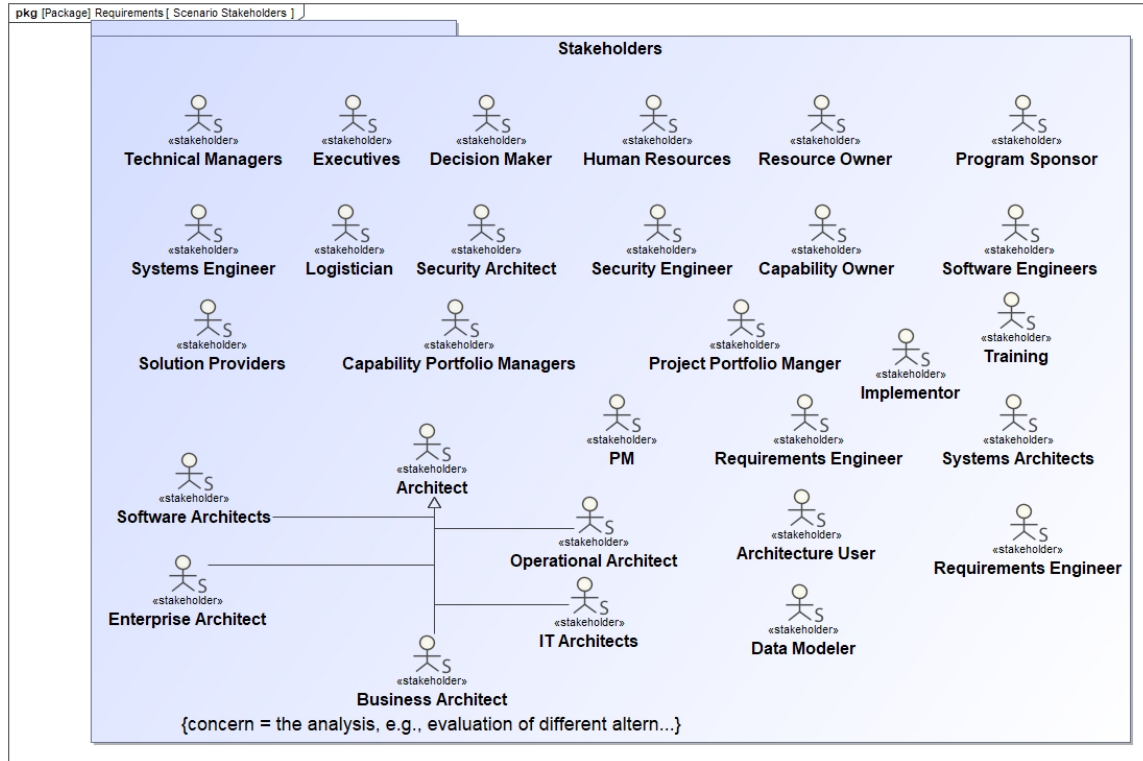 pkg [Package] Requirements [ Scenario Stakeholders ]
Stakeholders
S
«stakeholder»
Technical Managers
S
«stakeholder»
Executives
S
«stakeholder»
Decision Maker
S
«stakeholder»
Human Resources
S
«stakeholder»
Resource Owner
S
«stakeholder»
Program Sponsor
S
«stakeholder»
Systems Engineer
S
«stakeholder»
Logistician
S
«stakeholder»
Security Architect
S
«stakeholder»
Security Engineer
S
«stakeholder»
Capability Owner
S
«stakeholder»
Software Engineers
S
«stakeholder»
Solution Providers
S
«stakeholder»
Capability Portfolio Managers
S
«stakeholder»
Project Portfolio Manger
S
«stakeholder»
Implementor
S
«stakeholder»
Training
S
«stakeholder»
Architect
S
«stakeholder»
PM
S
«stakeholder»
Requirements Engineer
S
«stakeholder»
Systems Architects
S
«stakeholder»
Software Architects
S
«stakeholder»
Operational Architect
S
«stakeholder»
Architecture User
S
«stakeholder»
Requirements Engineer
S
«stakeholder»
Enterprise Architect
S
«stakeholder»
IT Architects
S
«stakeholder»
Data Modeler
S
«stakeholder»
Business Architect
{concern = the analysis, e.g., evaluation of different altern...}